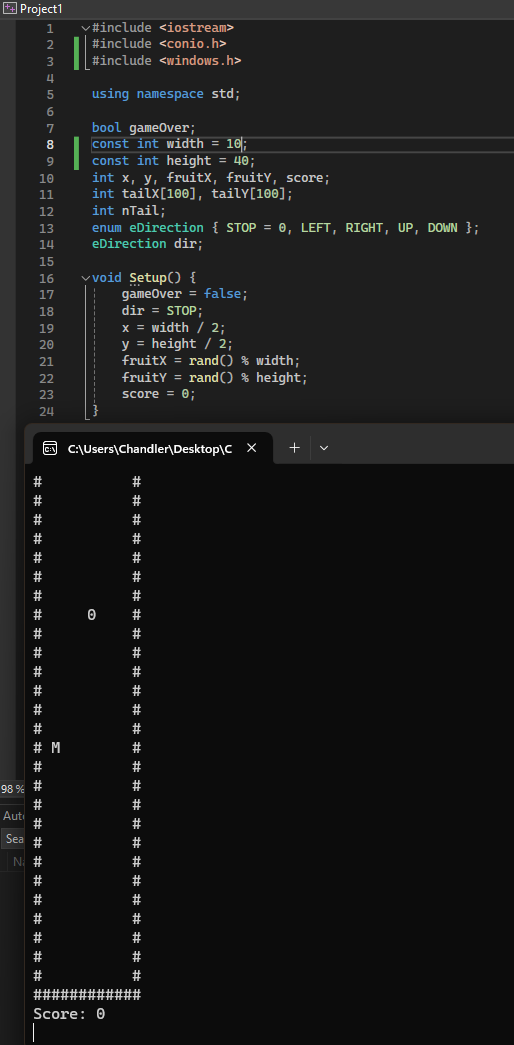 Project1
1 #include <iostream>
2 #include <conio.h>
3 #include <windows.h>
4
5 using namespace std;
6
7 bool gameOver;
8 const int width = 10;
9 const int height = 40;
10 int x, y, fruitX, fruitY, score;
11 int tailX[100], tailY[100];
12 int nTail;
13 enum eDirection { STOP = 0, LEFT, RIGHT, UP, DOWN };
14 eDirection dir;
15
16 void Setup() {
17     gameOver = false;
18     dir = STOP;
19     x = width / 2;
20     y = height / 2;
21     fruitX = rand() % width;
22     fruitY = rand() % height;
23     score = 0;
24 }
C:\Users\Chandler\Desktop\C
#          #
#          #
#          #
#          #
#          #
#          #
#          #
#     0    #
#          #
#          #
#          #
#          #
#          #
#          #
# M        #
#          #
#          #
#          #
#          #
#          #
#          #
#          #
#          #
#          #
#          #
#          #
#          #
############
Score: 0
98 %
Sea